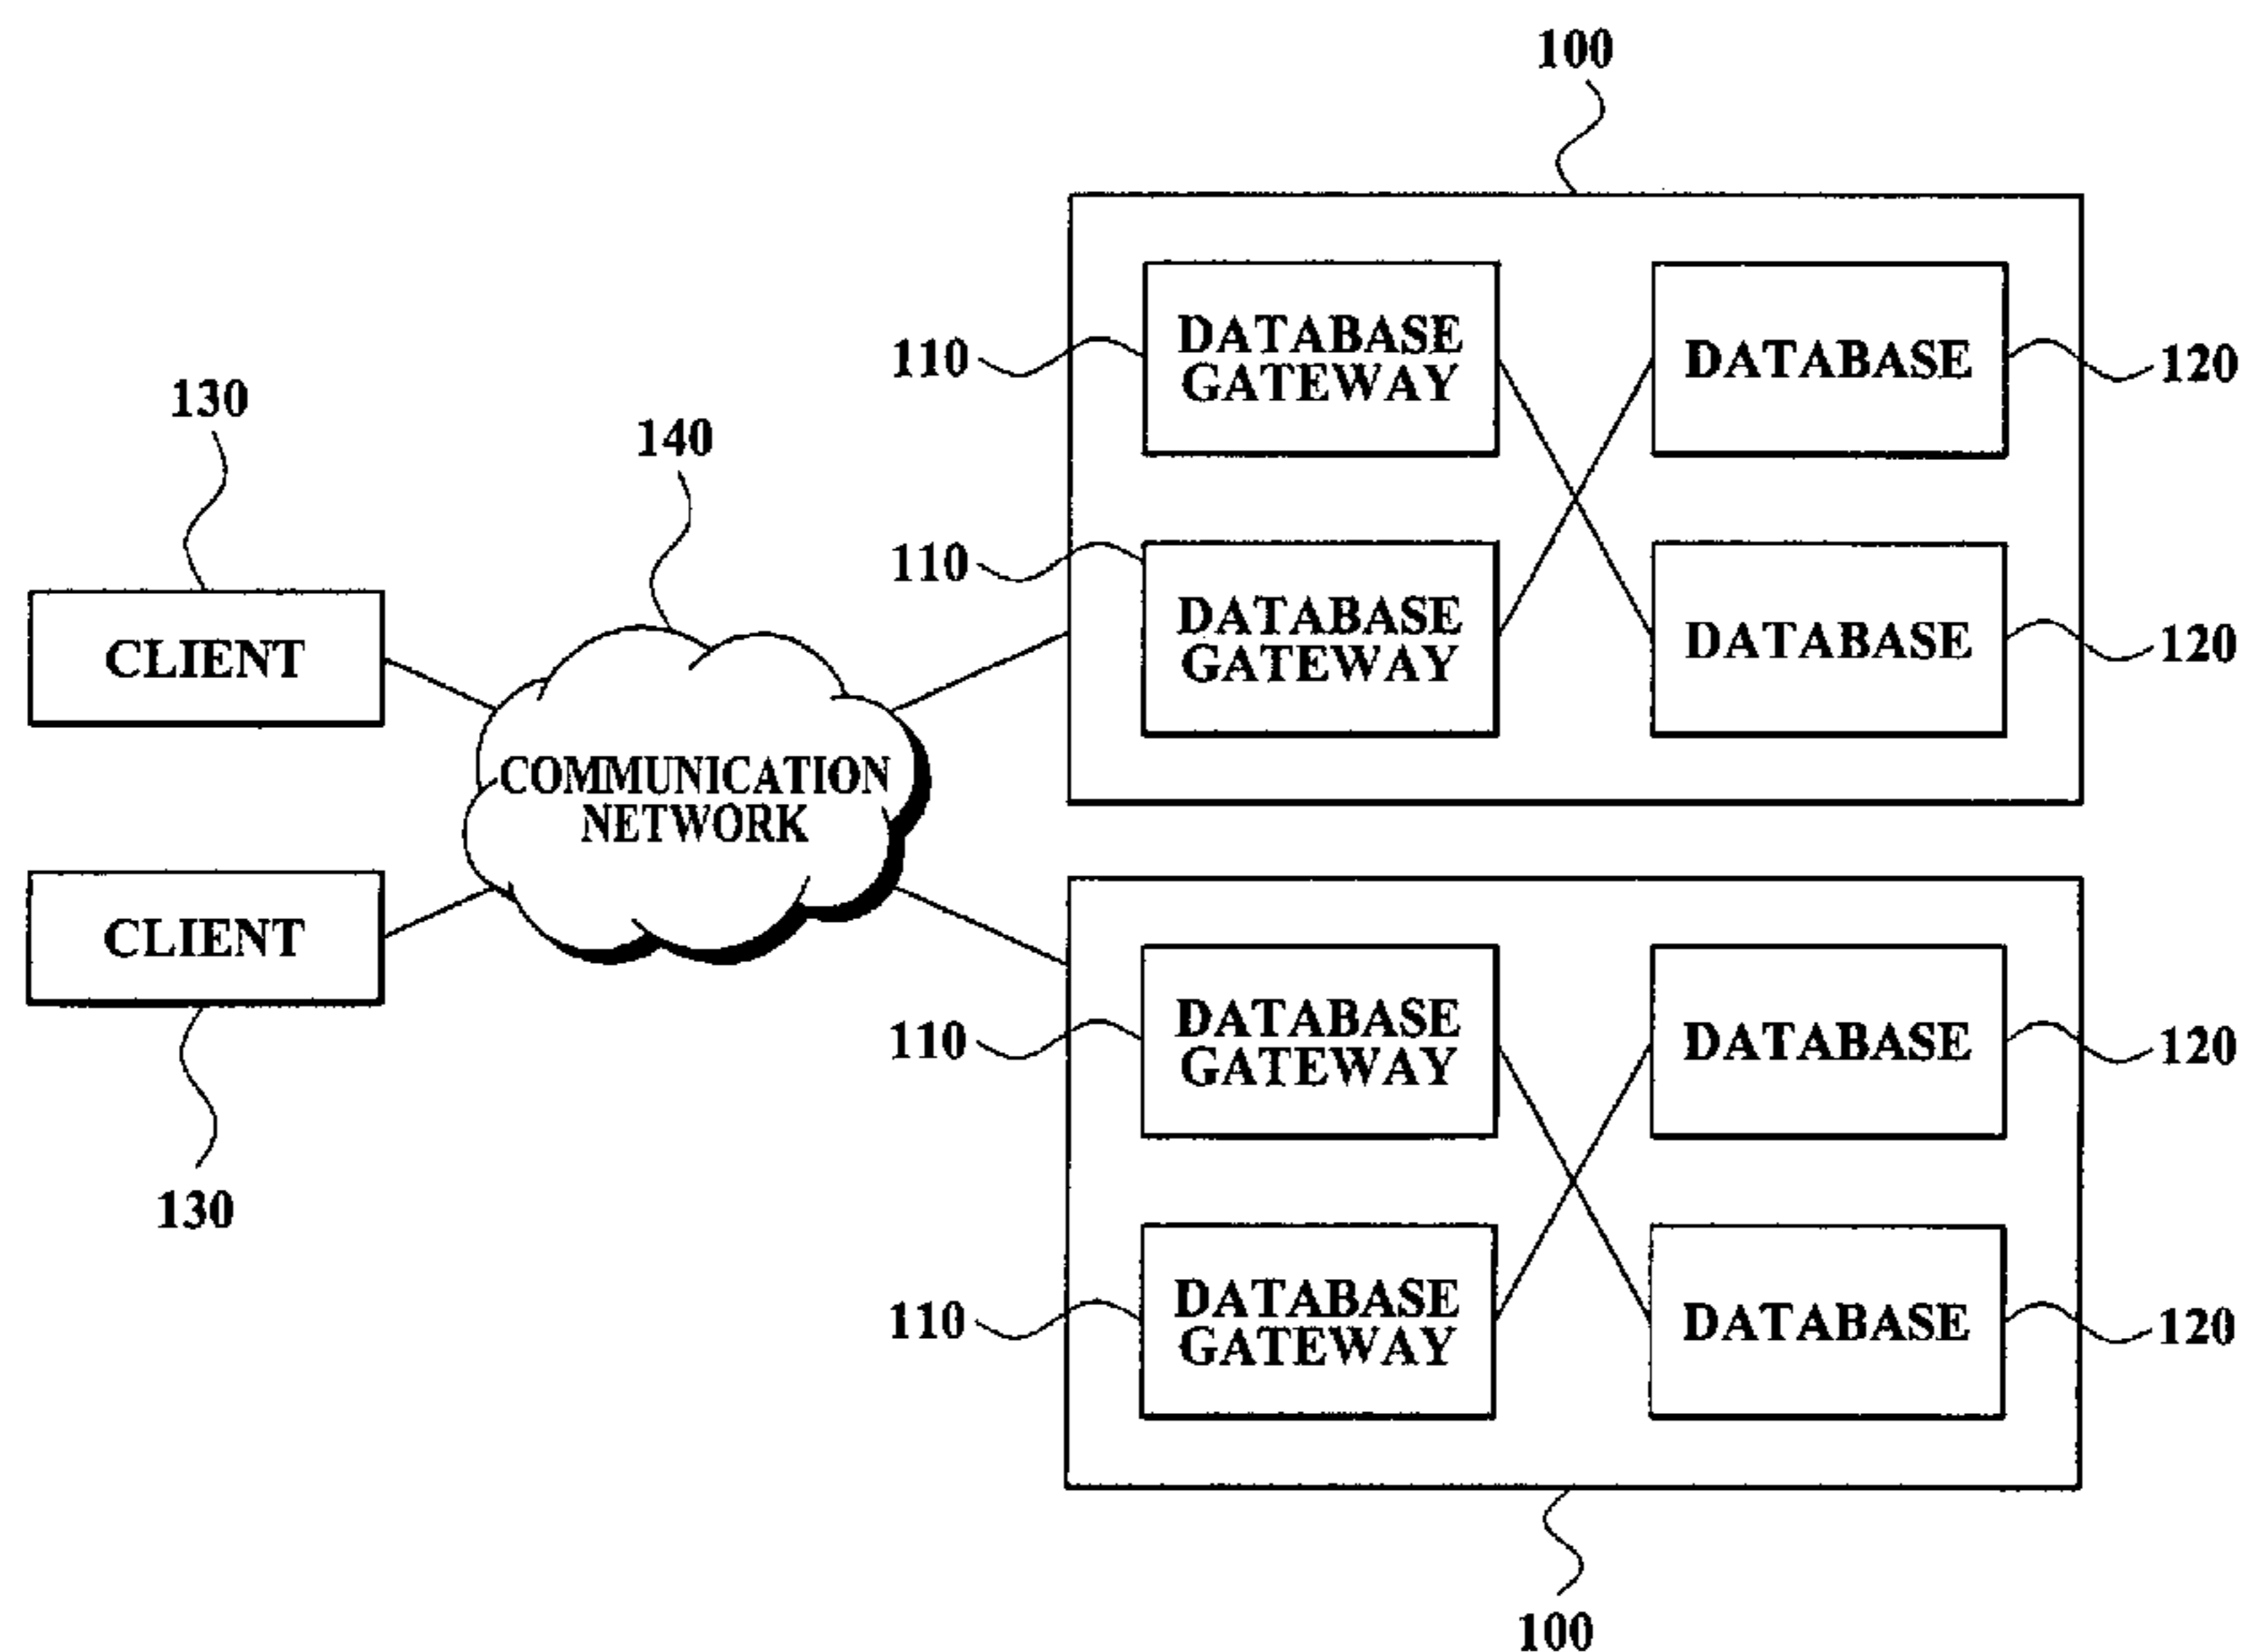 100
110
DATABASE
GATEWAY
DATABASE
120
130
140
110
DATABASE
GATEWAY
DATABASE
120
CLIENT
COMMUNICATION
NETWORK
CLIENT
110
DATABASE
GATEWAY
DATABASE
120
130
110
DATABASE
GATEWAY
DATABASE
120
100